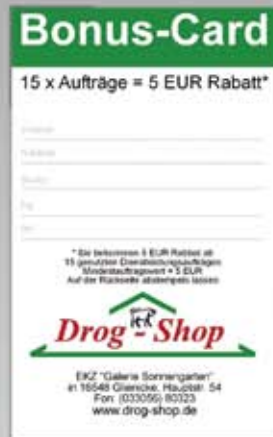 Bonus-Card
15 x Aufträge = 5 EUR Rabatt*
* Sie bekommen 5 EUR Rabatt ab
15 genutzten Dienstleistungsaufträgen
Mindestauftragswert = 5 EUR
Auf der Rückseite abstempeln lassen
Drog-Shop
EKZ "Galerie Sonnengarten"
in 16548 Glienicke, Hauptstr. 54
Fon: (033056) 80323
www.drog-shop.de